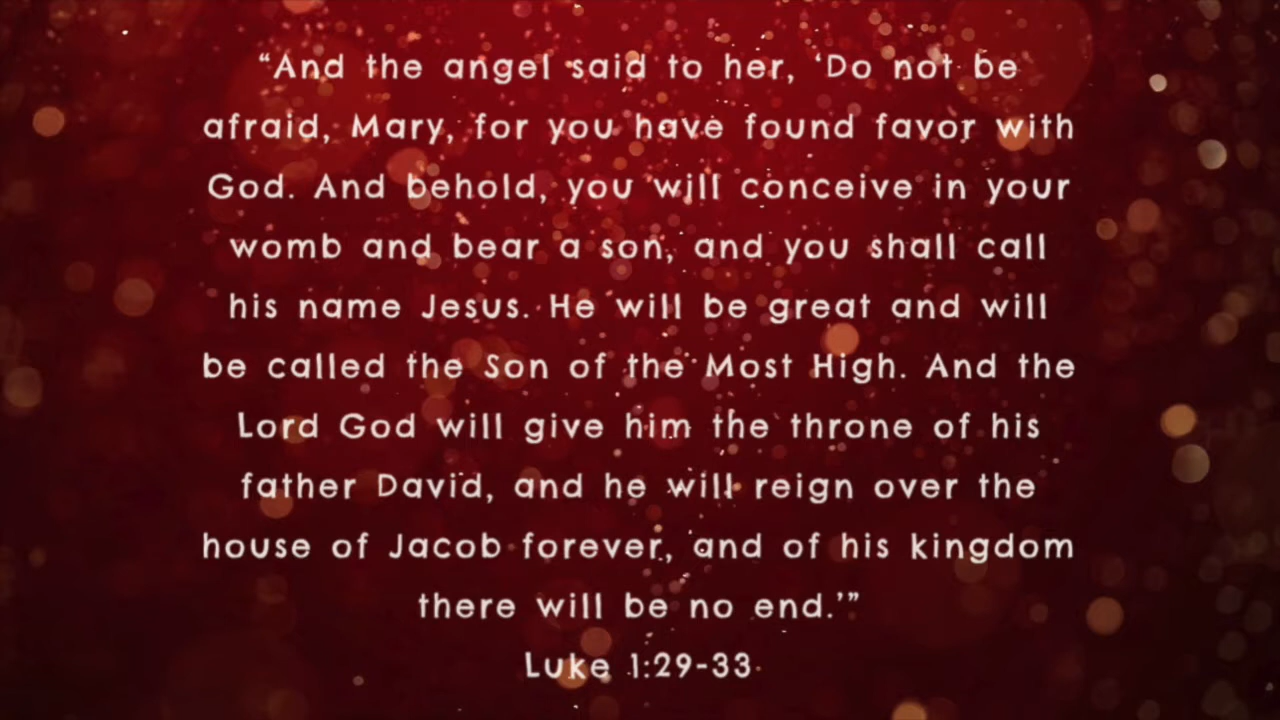 “And the angel said to her, ‘Do not be
afraid, Mary, for you have found favor with
God. And behold, you will conceive in your
womb and bear a son, and you shall call
his name Jesus. He will be great and will
be called the Son of the Most High. And the
Lord God will give him the throne of his
father David, and he will reign over the
house of Jacob forever, and of his kingdom
there will be no end.’”
Luke 1:29-33